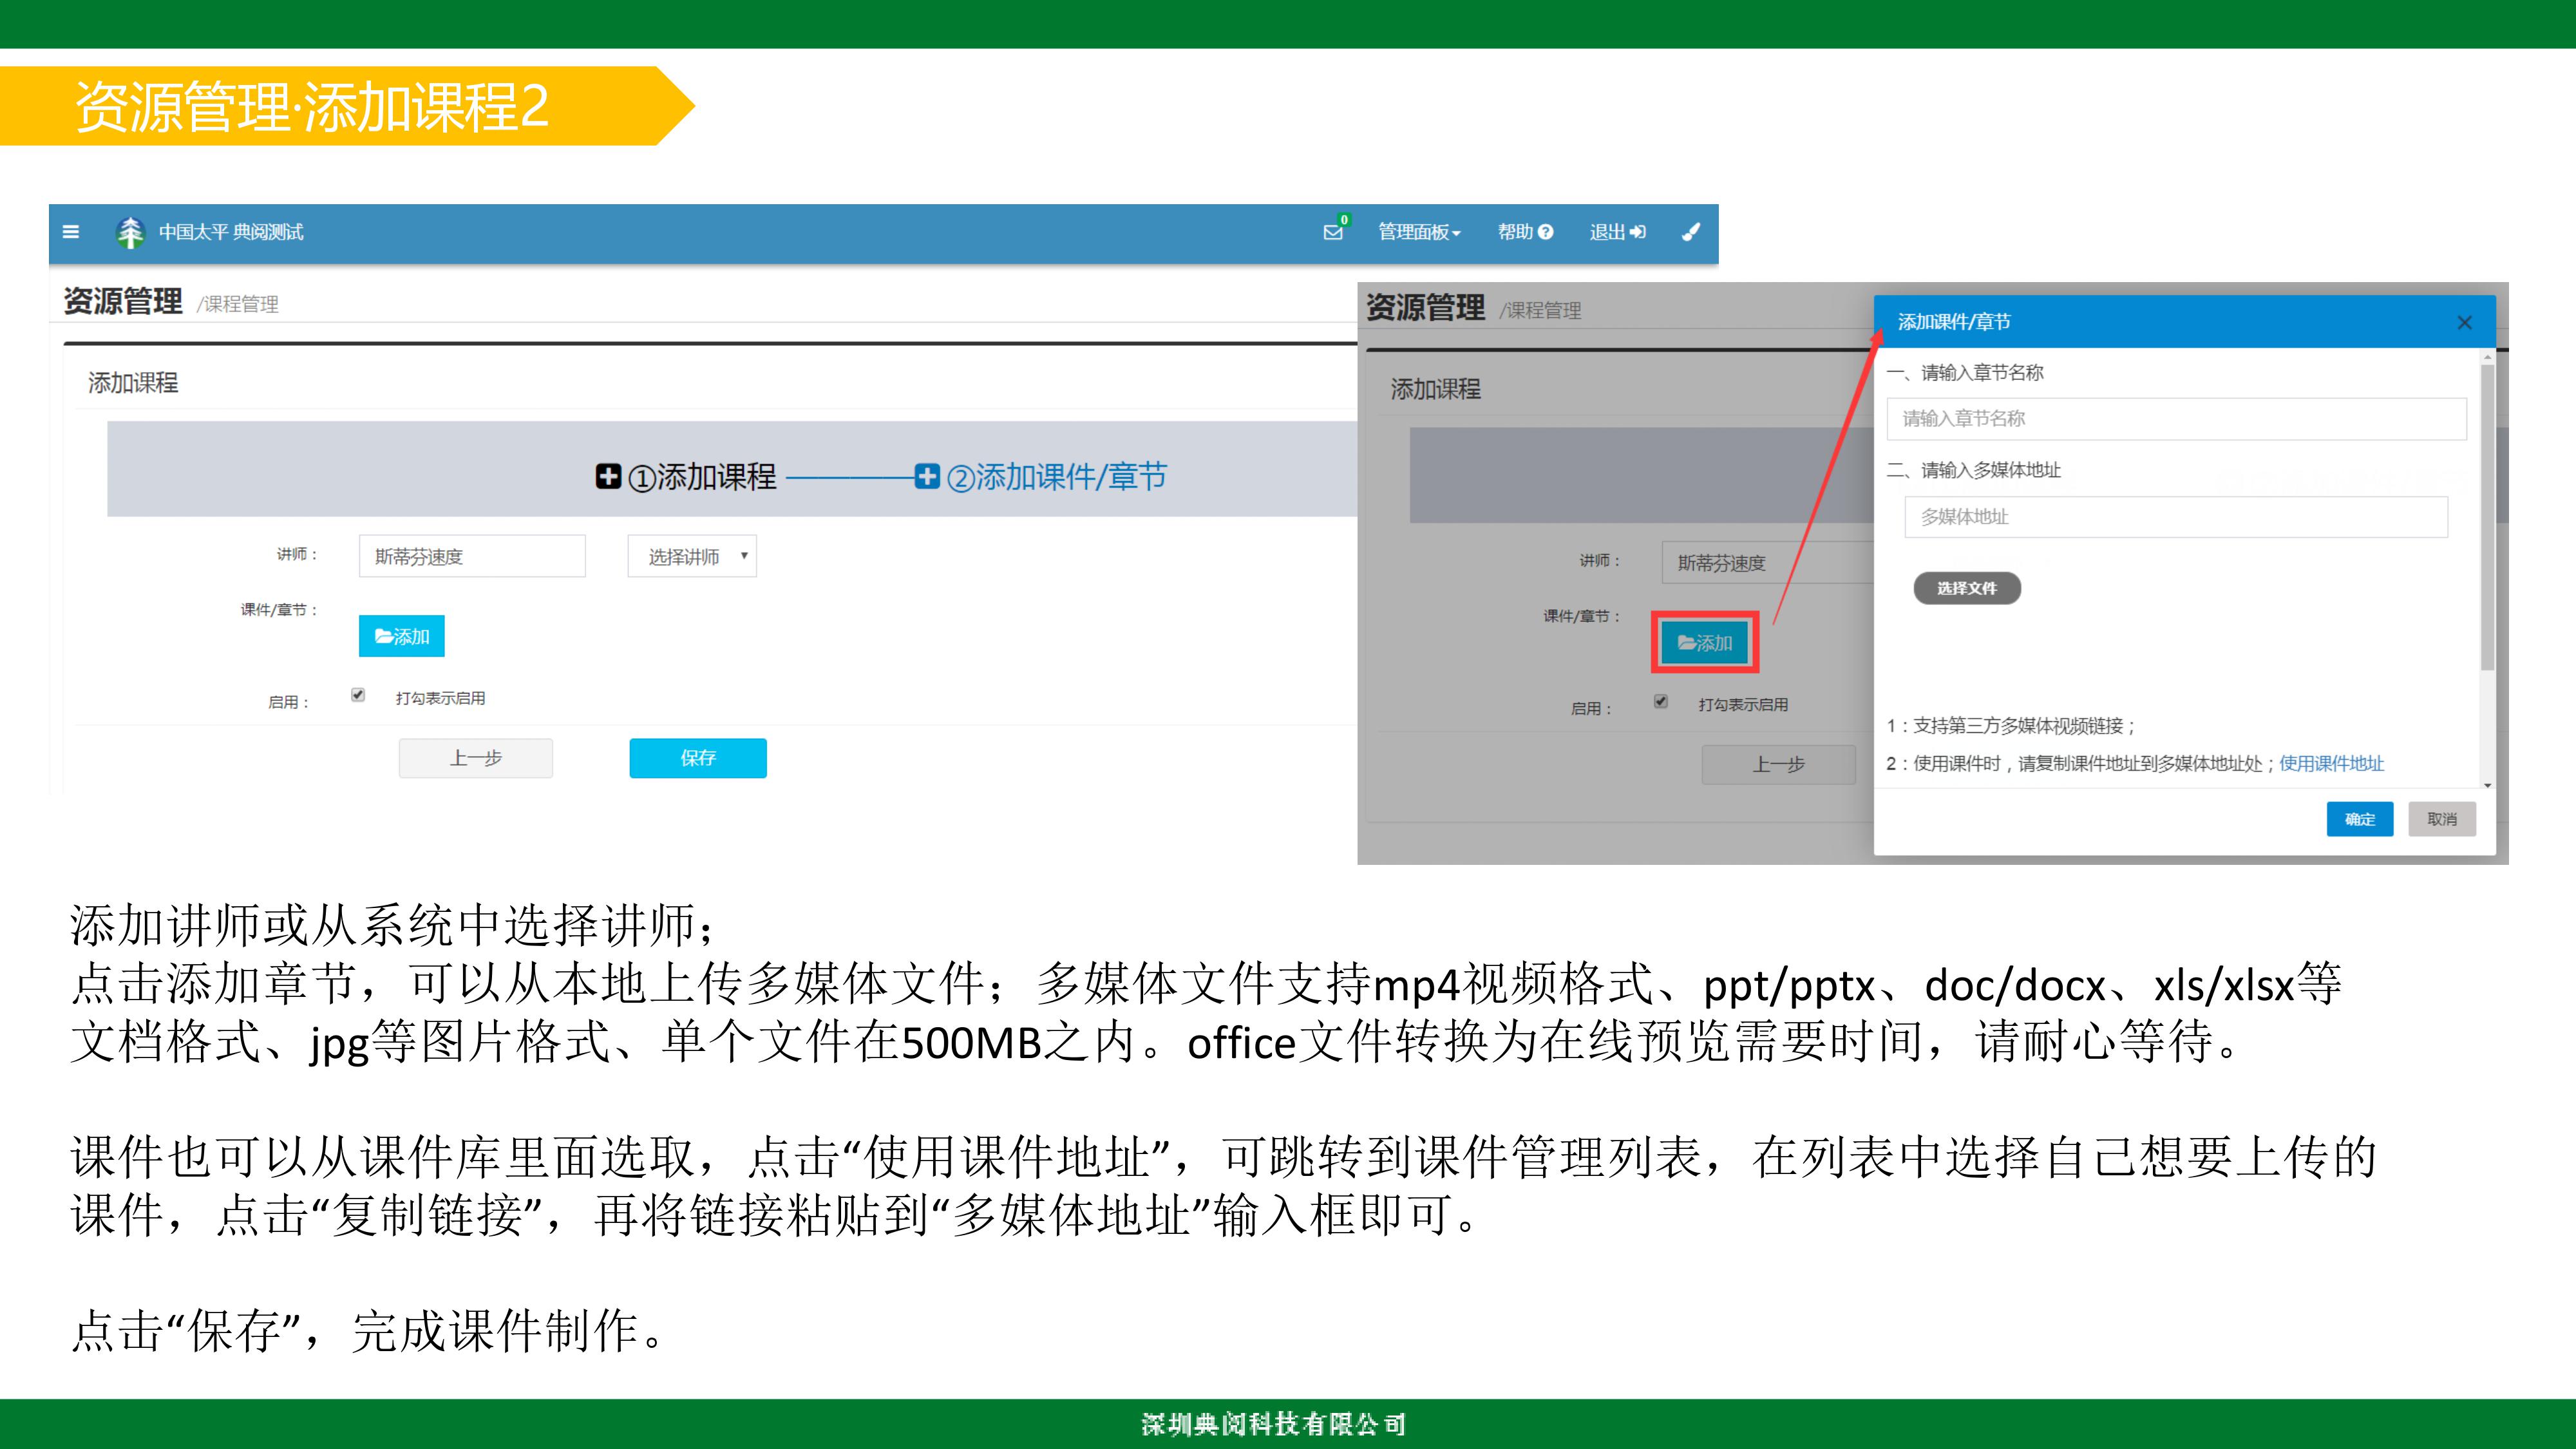 资源管理·添加课程2
中国太平 典阅测试
0
管理面板
帮助
退出
资源管理 /课程管理
添加课程
①添加课程
②添加课件/章节
讲师：
斯蒂芬速度
选择讲师
课件/章节：
添加
启用：
打勾表示启用
上一步
保存
资源管理 /课程管理
添加课程
讲师：
斯蒂芬速度
课件/章节：
添加
启用：
打勾表示启用
上一步
添加课件/章节
一、请输入章节名称
请输入章节名称
二、请输入多媒体地址
多媒体地址
选择文件
1：支持第三方多媒体视频链接；
2：使用课件时，请复制课件地址到多媒体地址处；使用课件地址
确定
取消
添加讲师或从系统中选择讲师；
点击添加章节，可以从本地上传多媒体文件；多媒体文件支持mp4视频格式、ppt/pptx、doc/docx、xls/xlsx等
文档格式、jpg等图片格式、单个文件在500MB之内。office文件转换为在线预览需要时间，请耐心等待。
课件也可以从课件库里面选取，点击“使用课件地址”，可跳转到课件管理列表，在列表中选择自己想要上传的
课件，点击“复制链接”，再将链接粘贴到“多媒体地址”输入框即可。
点击“保存”，完成课件制作。
深圳典阅科技有限公司